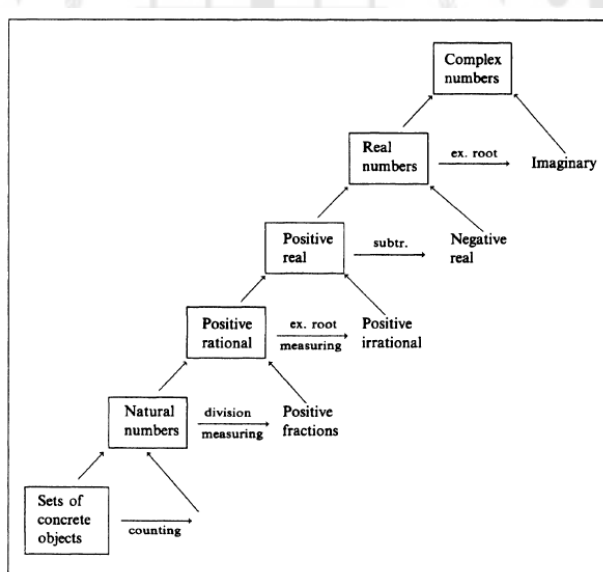 Complex
numbers
Real
numbers
ex. root
Imaginary
Positive
real
subtr.
Negative
real
Positive
rational
ex. root
measuring
Positive
irrational
Natural
numbers
division
measuring
Positive
fractions
Sets of
concrete
objects
counting